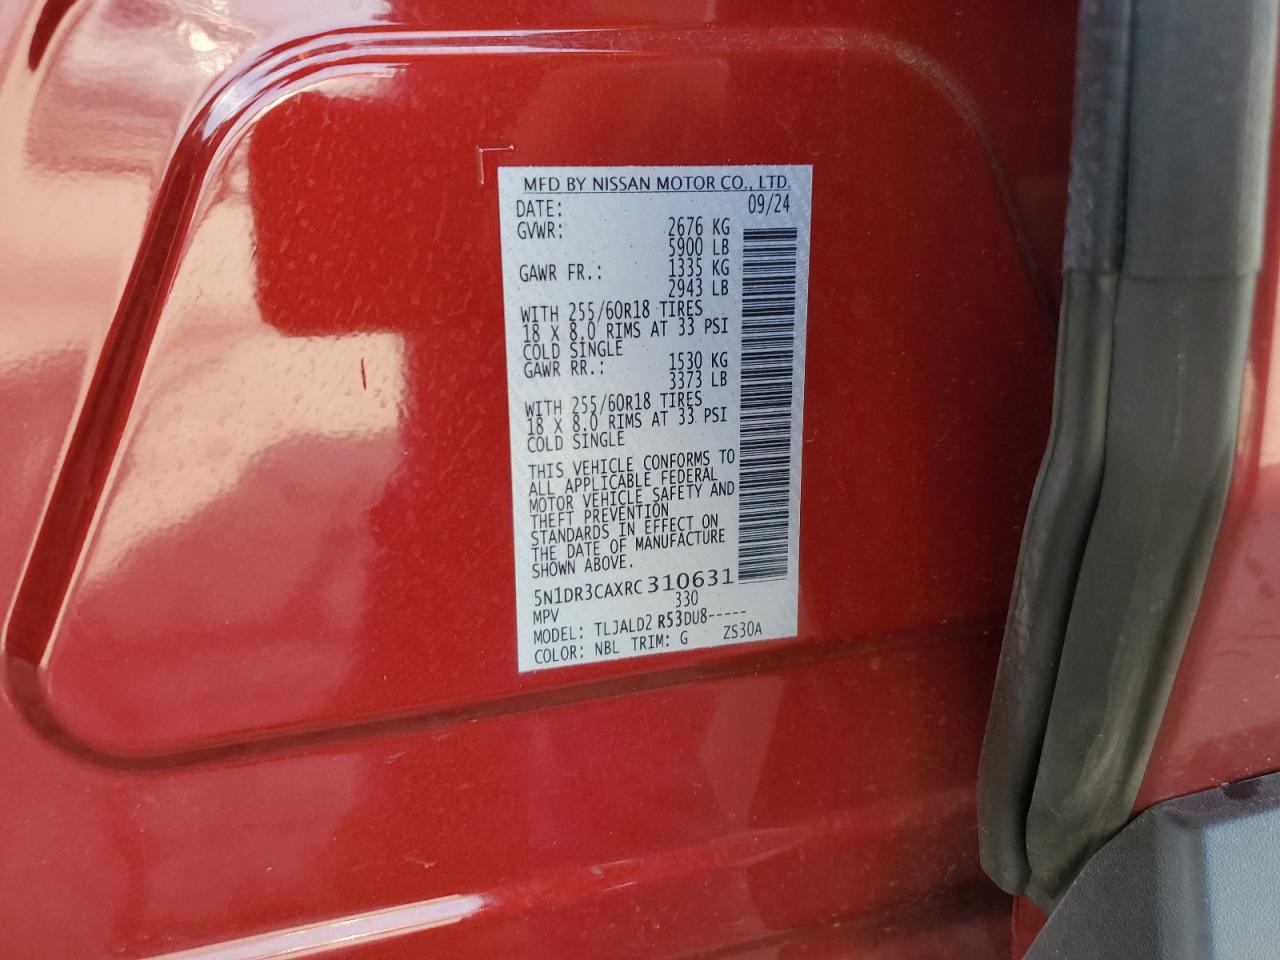 MFD BY NISSAN MOTOR CO., LTD.
DATE: 09/24
GVWR: 2676 KG
5900 LB
GAWR FR.: 1335 KG
2943 LB
WITH 255/60R18 TIRES
18 X 8.0 RIMS AT 33 PSI
COLD SINGLE
GAWR RR.: 1530 KG
3373 LB
WITH 255/60R18 TIRES
18 X 8.0 RIMS AT 33 PSI
COLD SINGLE
THIS VEHICLE CONFORMS TO
ALL APPLICABLE FEDERAL
MOTOR VEHICLE SAFETY AND
THEFT PREVENTION
STANDARDS IN EFFECT ON
THE DATE OF MANUFACTURE
SHOWN ABOVE.
5N1DR3CAXRC310631
MPV 330
MODEL: TLJALD2 R53DU8-----
COLOR: NBL TRIM: G ZS30A